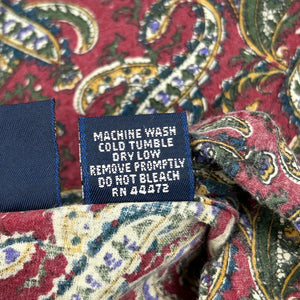 MACHINE WASH
COLD TUMBLE
DRY LOW
REMOVE PROMPTLY
DO NOT BLEACH
RN 44472